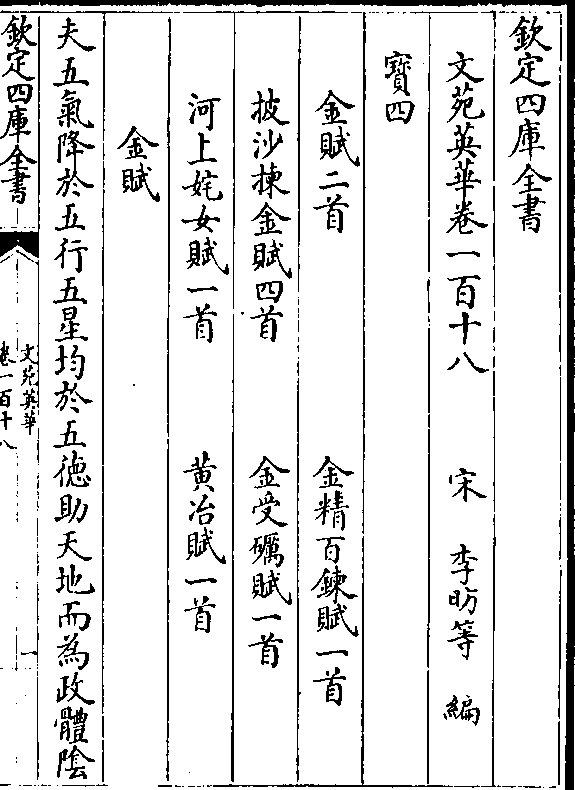 欽定四庫全書
文苑英華卷一百十八 宋 李昉等 編
寶四
金賦二首 金精百鍊賦一首
披沙揀金賦四首 金受礪賦一首
河上姹女賦一首 黄冶賦一首
金賦
夫五氣降於五行五星均於五徳助天地而為政體陰
欽定四庫全書
文苑英華
卷一百十八
一